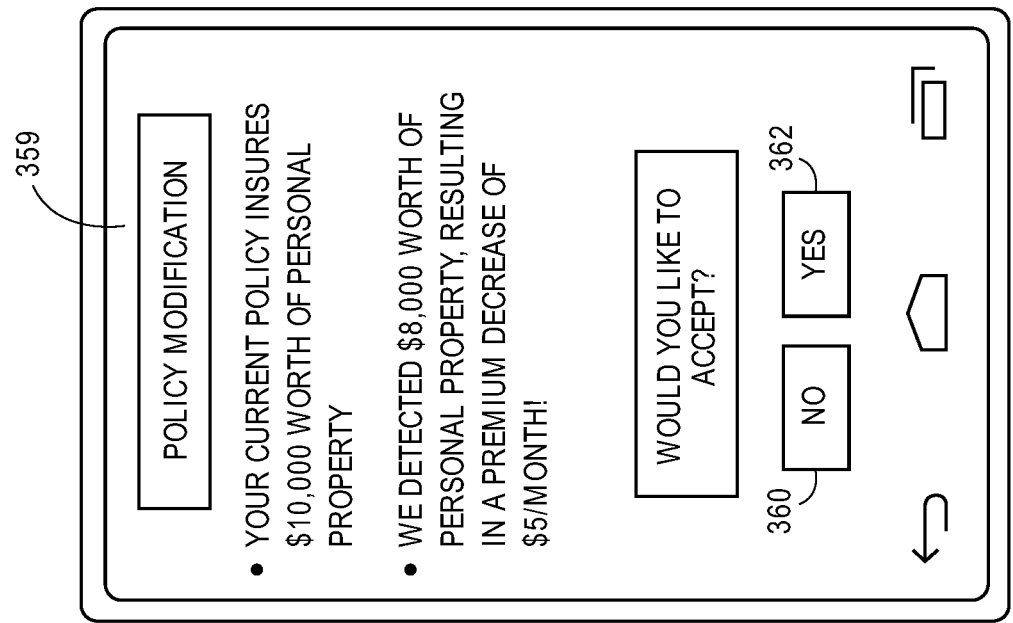 359
POLICY MODIFICATION
• YOUR CURRENT POLICY INSURES
$10,000 WORTH OF PERSONAL
PROPERTY
• WE DETECTED $8,000 WORTH OF
PERSONAL PROPERTY, RESULTING
IN A PREMIUM DECREASE OF
$5/MONTH!
WOULD YOU LIKE TO
ACCEPT?
360
NO
YES
362